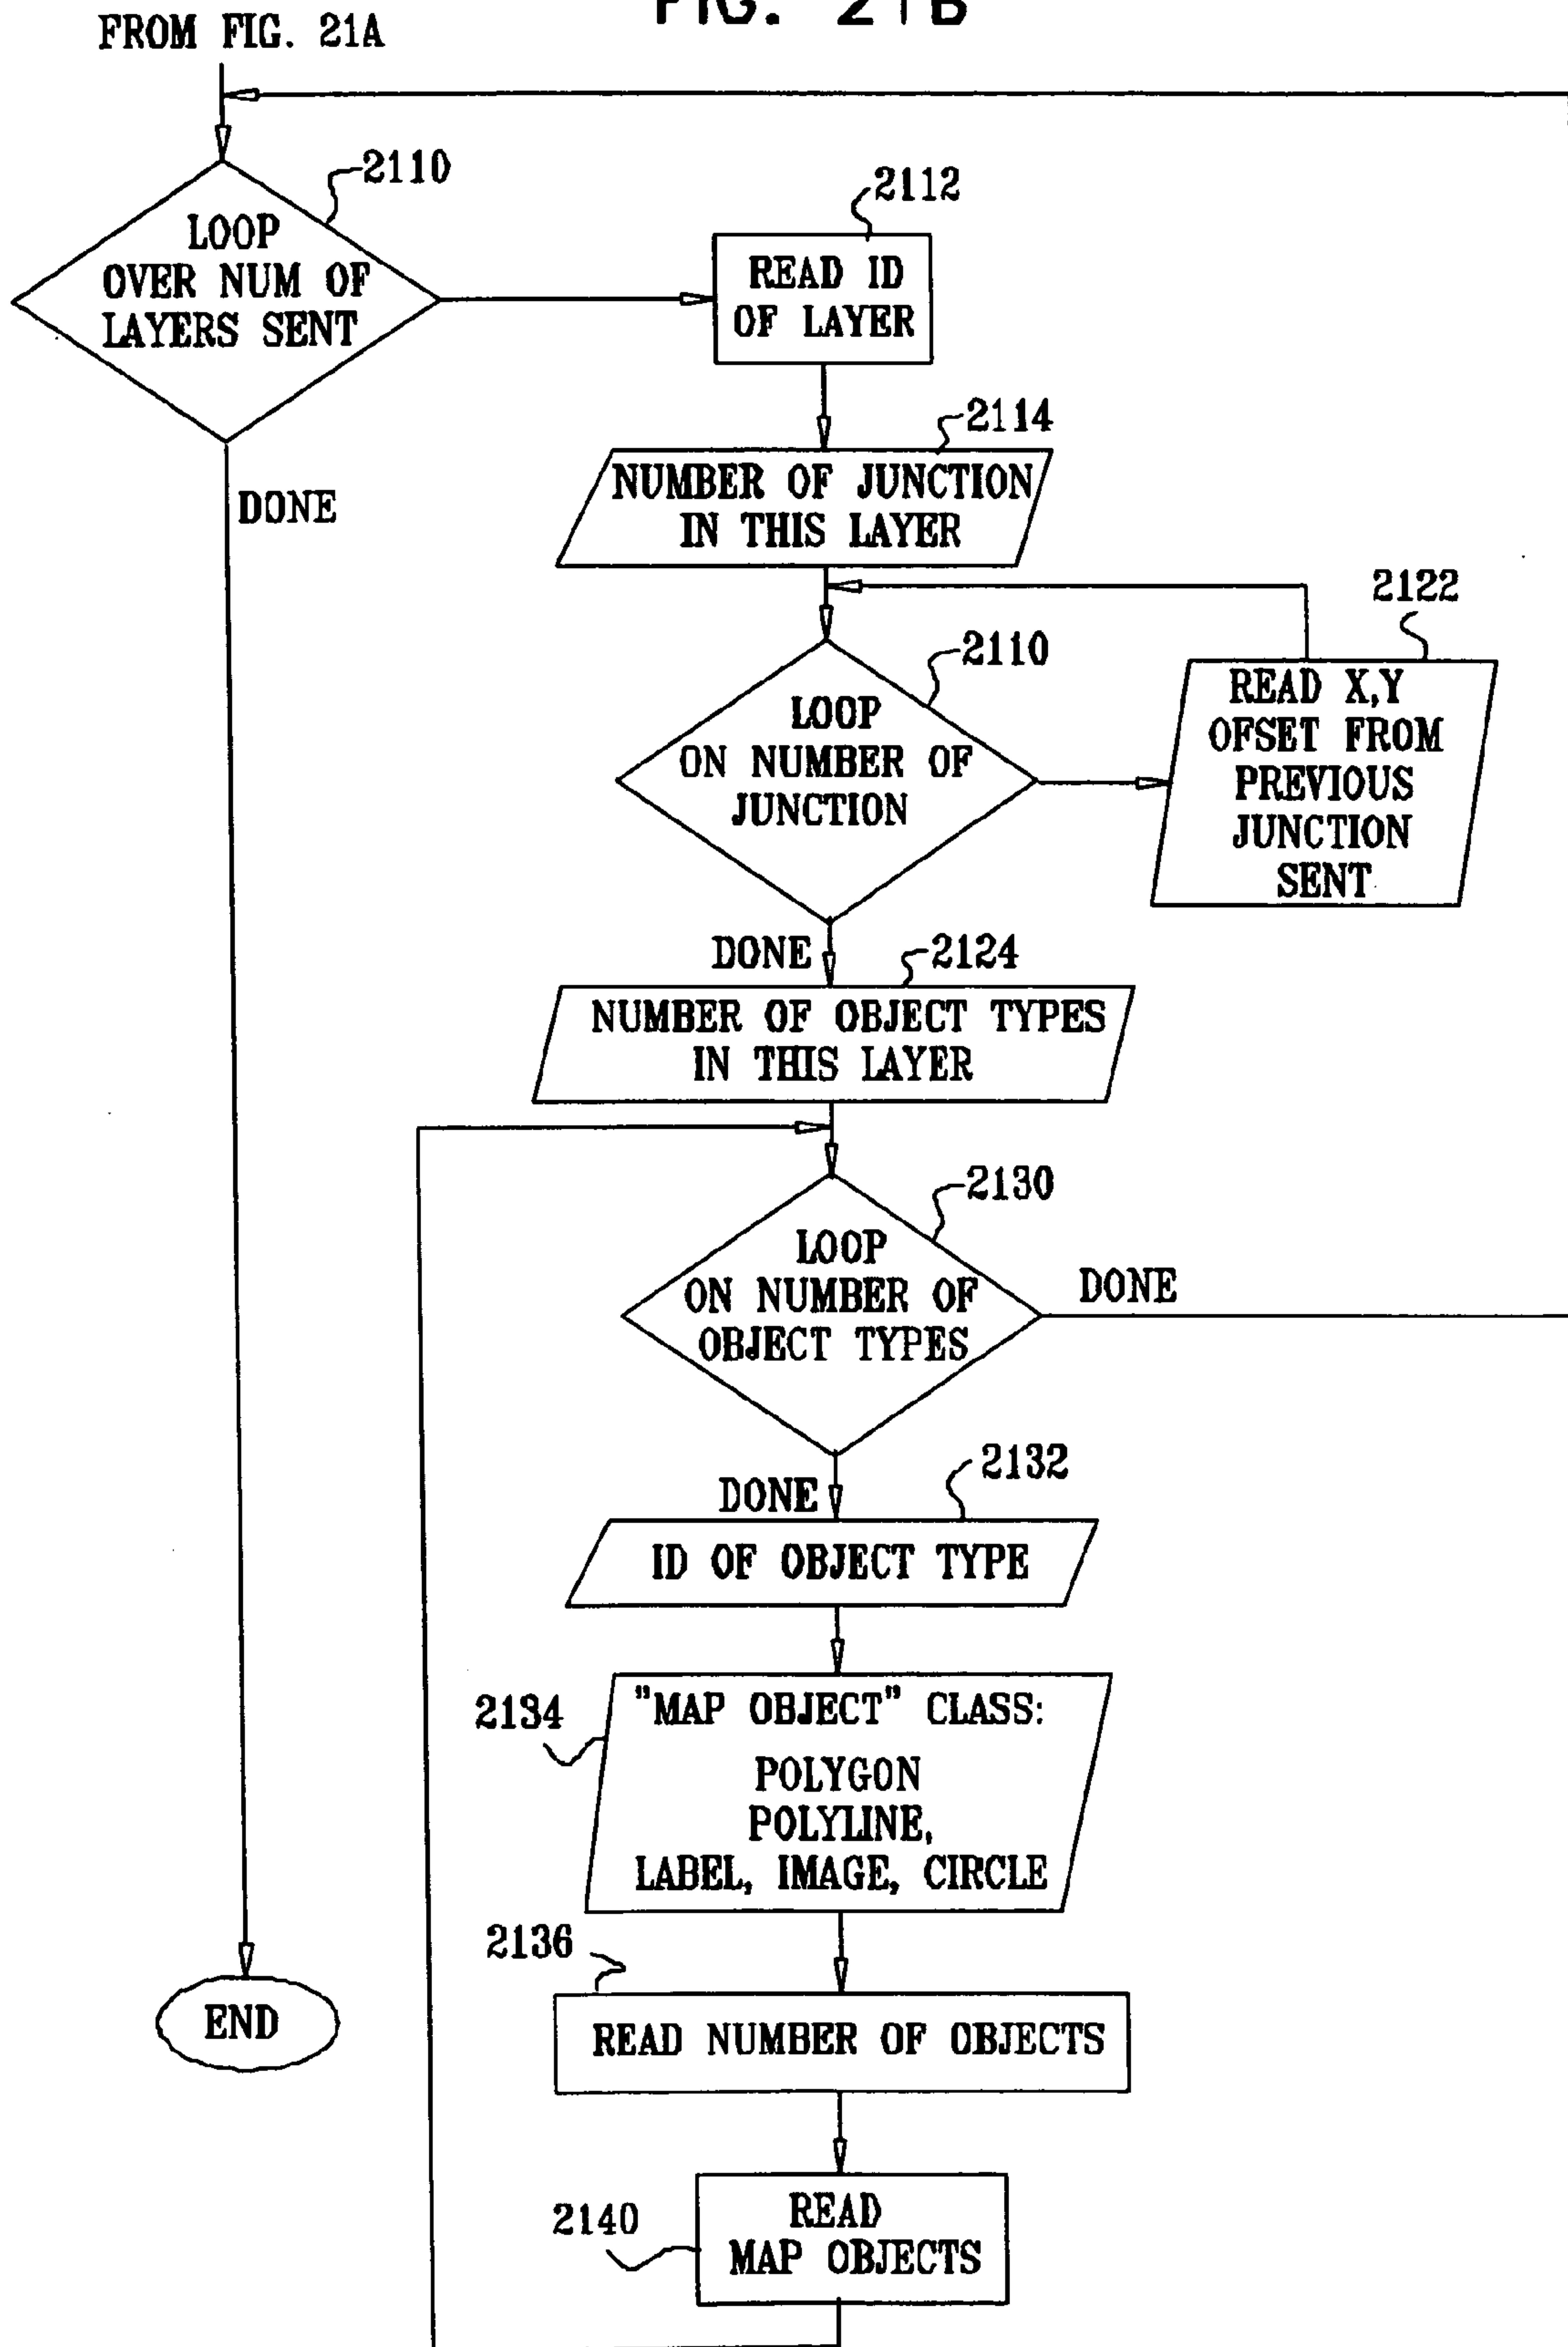 FIG. 21B
FROM FIG. 21A
2110
LOOP
OVER NUM OF
LAYERS SENT
2112
READ ID
OF LAYER
DONE
2114
NUMBER OF JUNCTION
IN THIS LAYER
2122
2110
LOOP
ON NUMBER OF
JUNCTION
READ X,Y
OFSET FROM
PREVIOUS
JUNCTION
SENT
DONE
2124
NUMBER OF OBJECT TYPES
IN THIS LAYER
2130
LOOP
ON NUMBER OF
OBJECT TYPES
DONE
2132
DONE
ID OF OBJECT TYPE
2134
"MAP OBJECT" CLASS:
POLYGON
POLYLINE,
LABEL, IMAGE, CIRCLE
2136
END
READ NUMBER OF OBJECTS
2140
READ
MAP OBJECTS